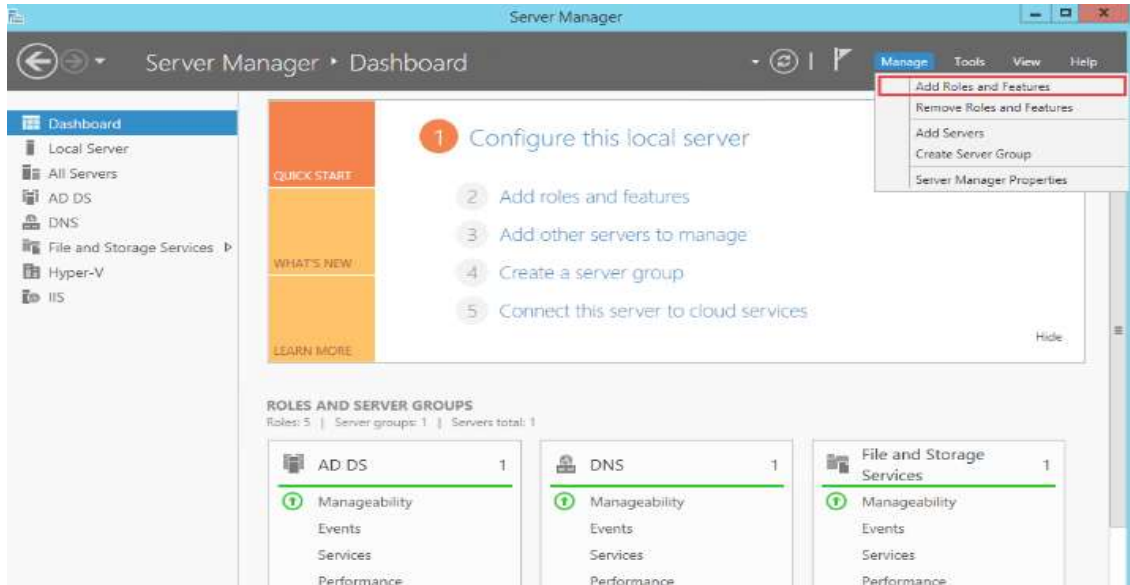 Server Manager
Server Manager • Dashboard
Manage Tools View Help
Add Roles and Features
Remove Roles and Features
Add Servers
Create Server Group
Server Manager Properties
Dashboard
Local Server
All Servers
AD DS
DNS
File and Storage Services
Hyper-V
IIS
QUICK START
WHAT'S NEW
LEARN MORE
1 Configure this local server
2 Add roles and features
3 Add other servers to manage
4 Create a server group
5 Connect this server to cloud services
Hide
ROLES AND SERVER GROUPS
Roles: 5 | Server groups: 1 | Servers total: 1
AD DS 1
Manageability
Events
Services
Performance
DNS 1
Manageability
Events
Services
Performance
File and Storage
Services 1
Manageability
Events
Services
Performance